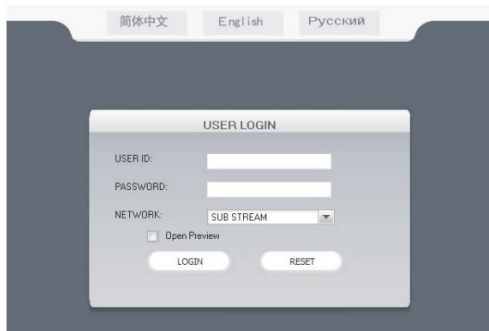 简体中文 English Русский
USER LOGIN
USER ID:
PASSWORD:
NETWORK: SUB STREAM
Open Preview
LOGIN RESET